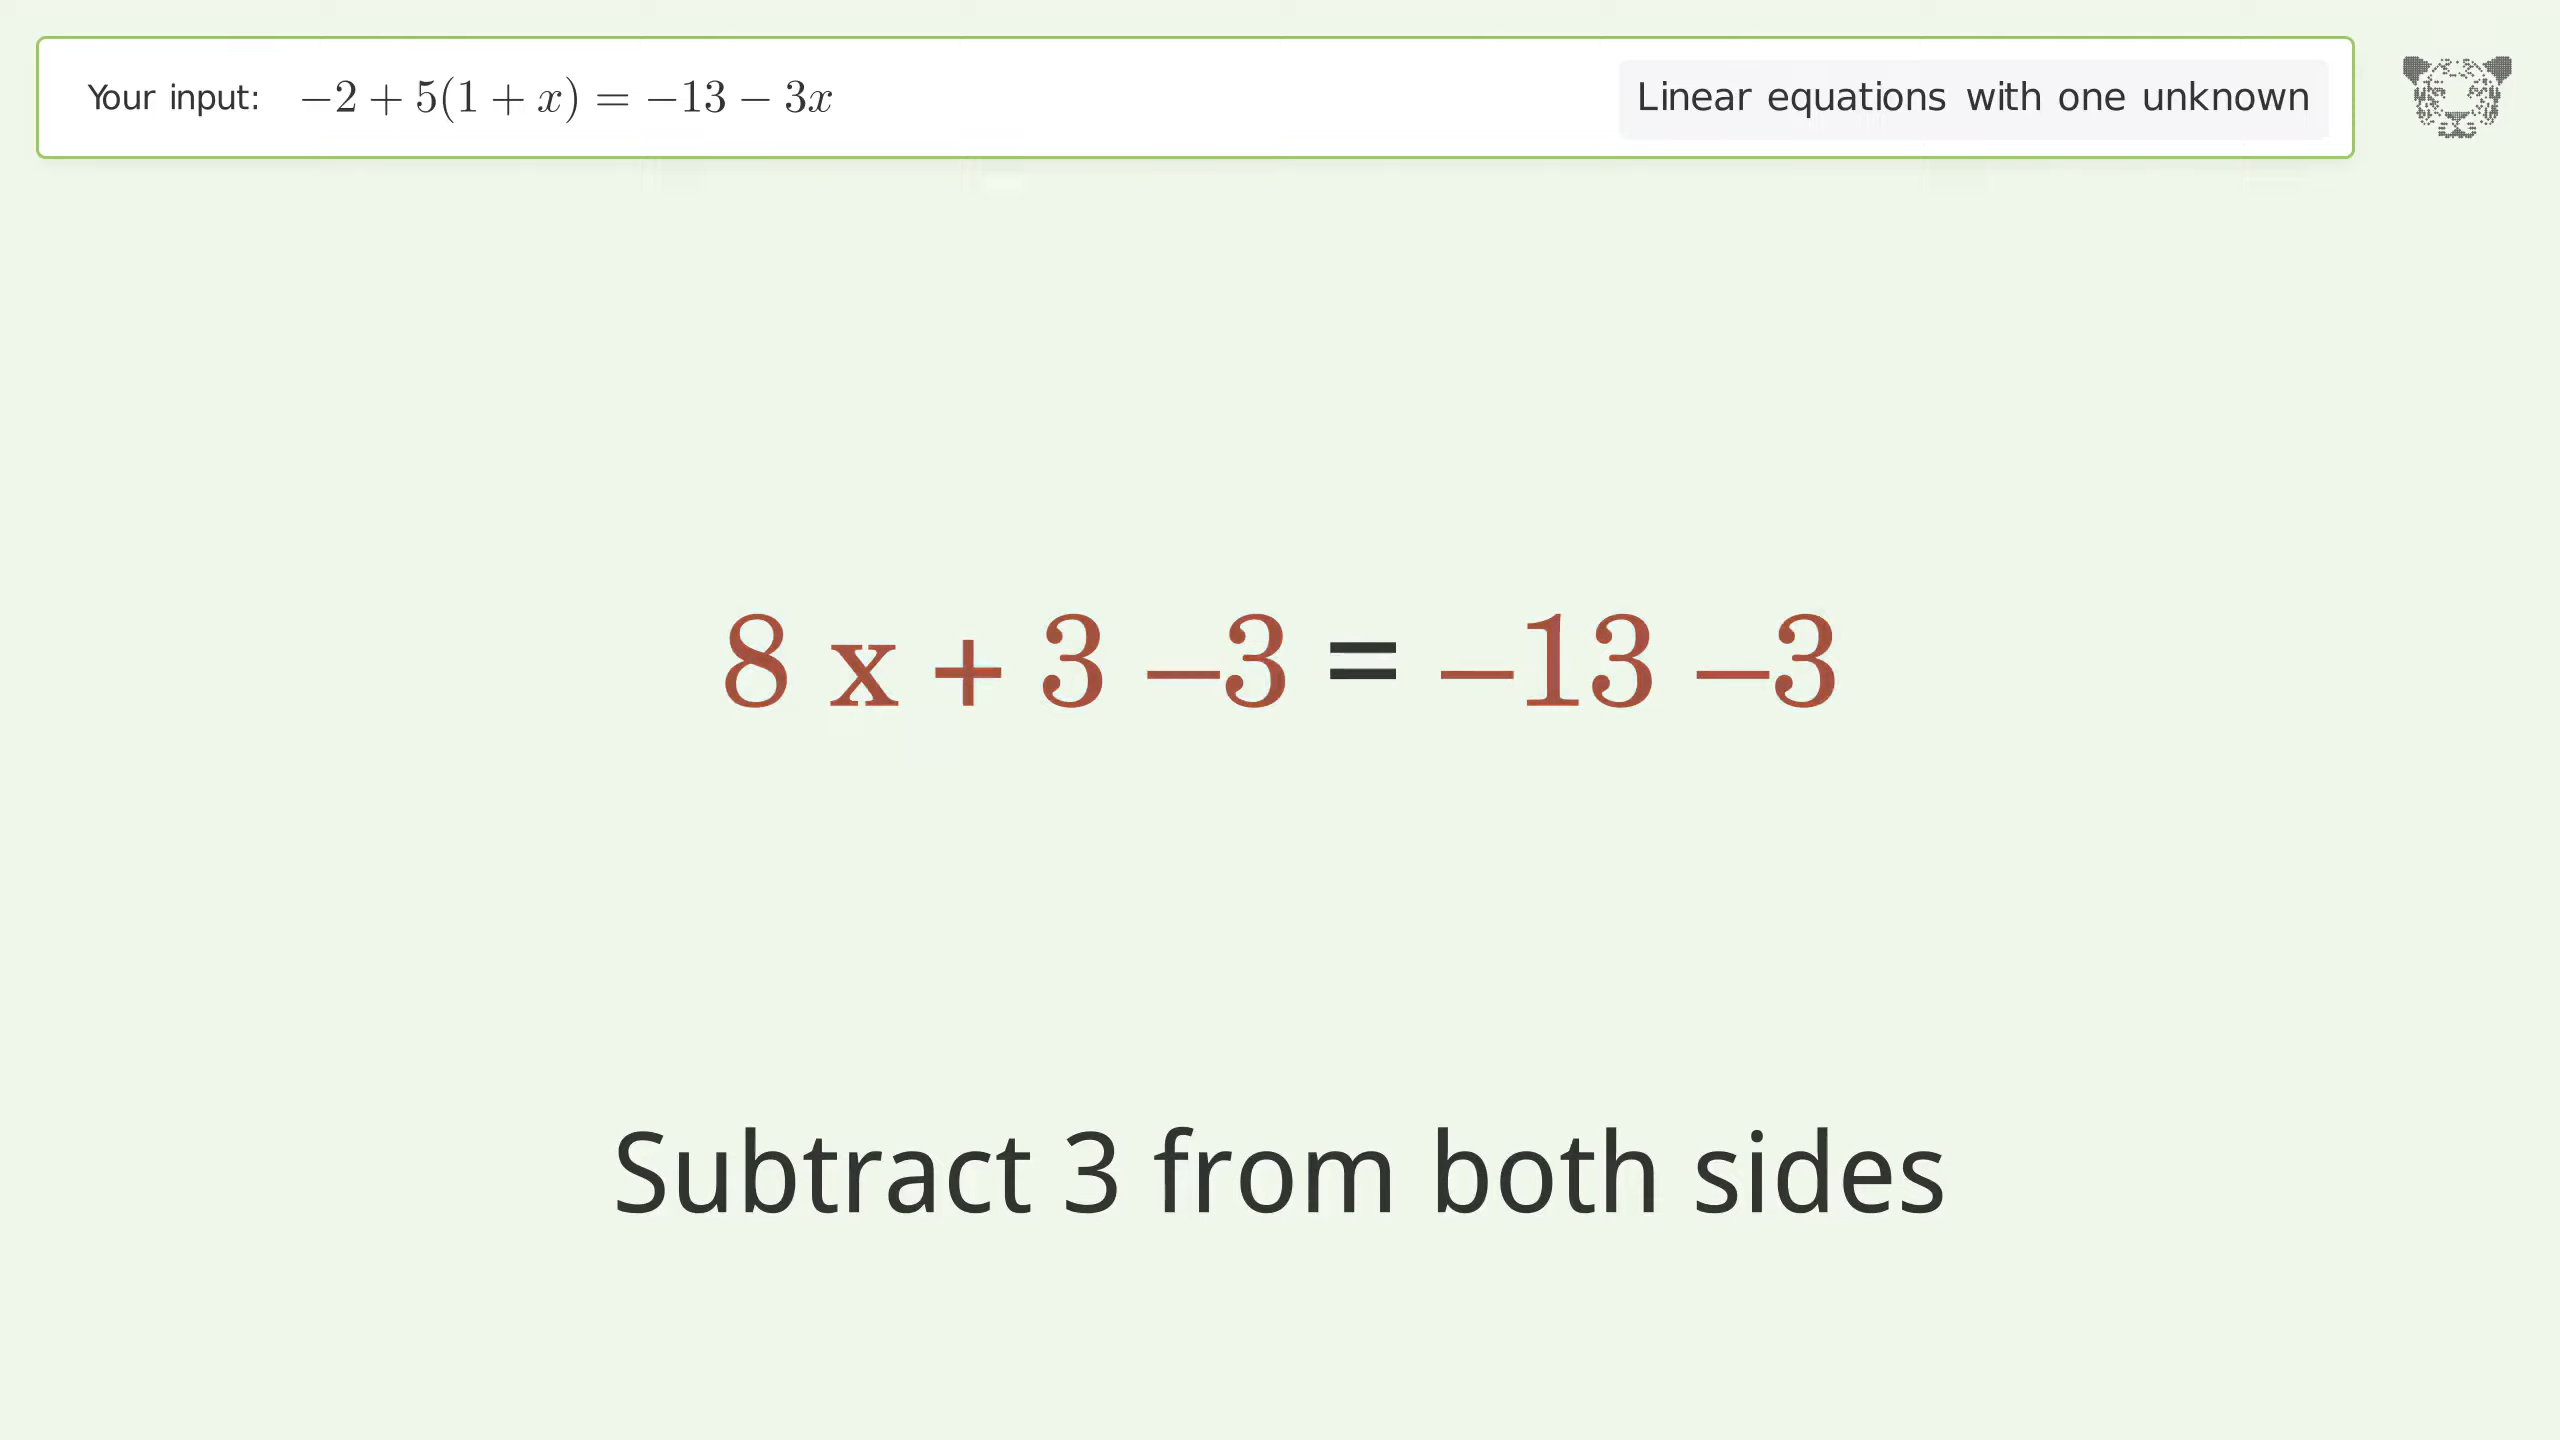 Your input: −2 + 5(1 + x) = −13 − 3x
Linear equations with one unknown
8 x + 3 −3 = −13 −3
Subtract 3 from both sides